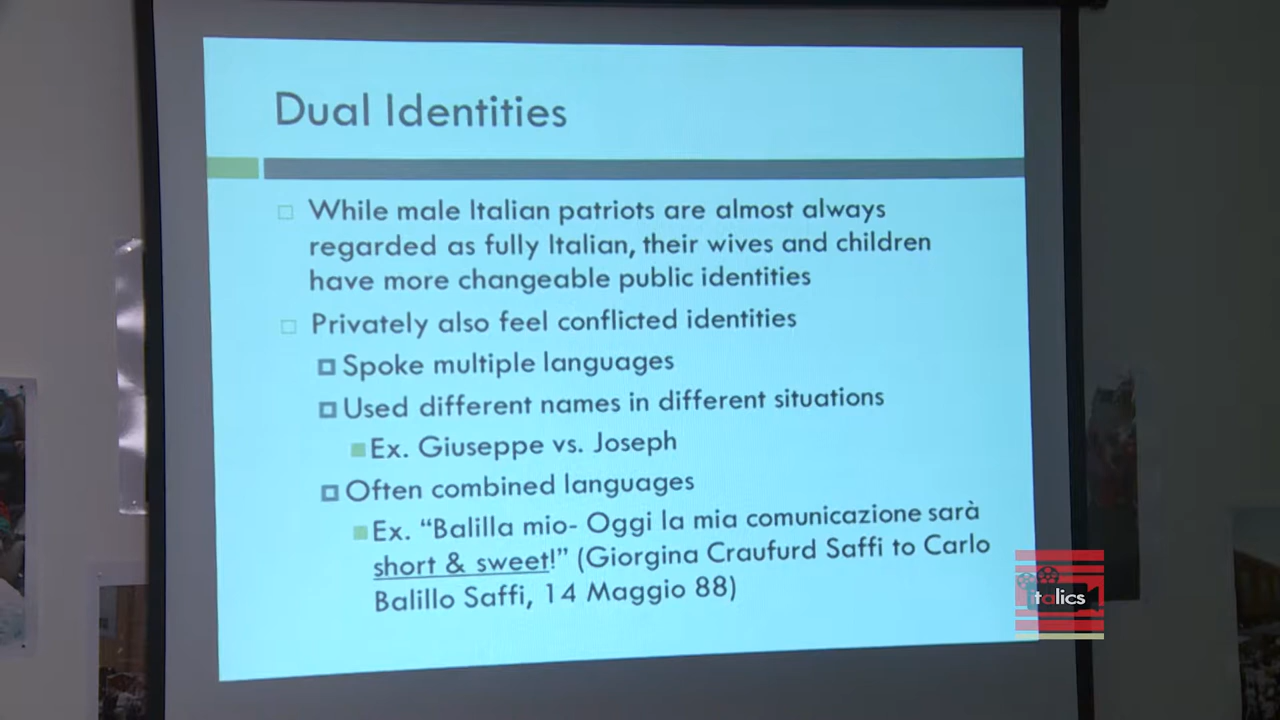 Dual Identities
While male Italian patriots are almost always
regarded as fully Italian, their wives and children
have more changeable public identities
Privately also feel conflicted identities
Spoke multiple languages
Used different names in different situations
Ex. Giuseppe vs. Joseph
Often combined languages
Ex. “Balilla mio- Oggi la mia comunicazione sarà
short & sweet!” (Giorgina Craufurd Saffi to Carlo
Balillo Saffi, 14 Maggio 88)
italics